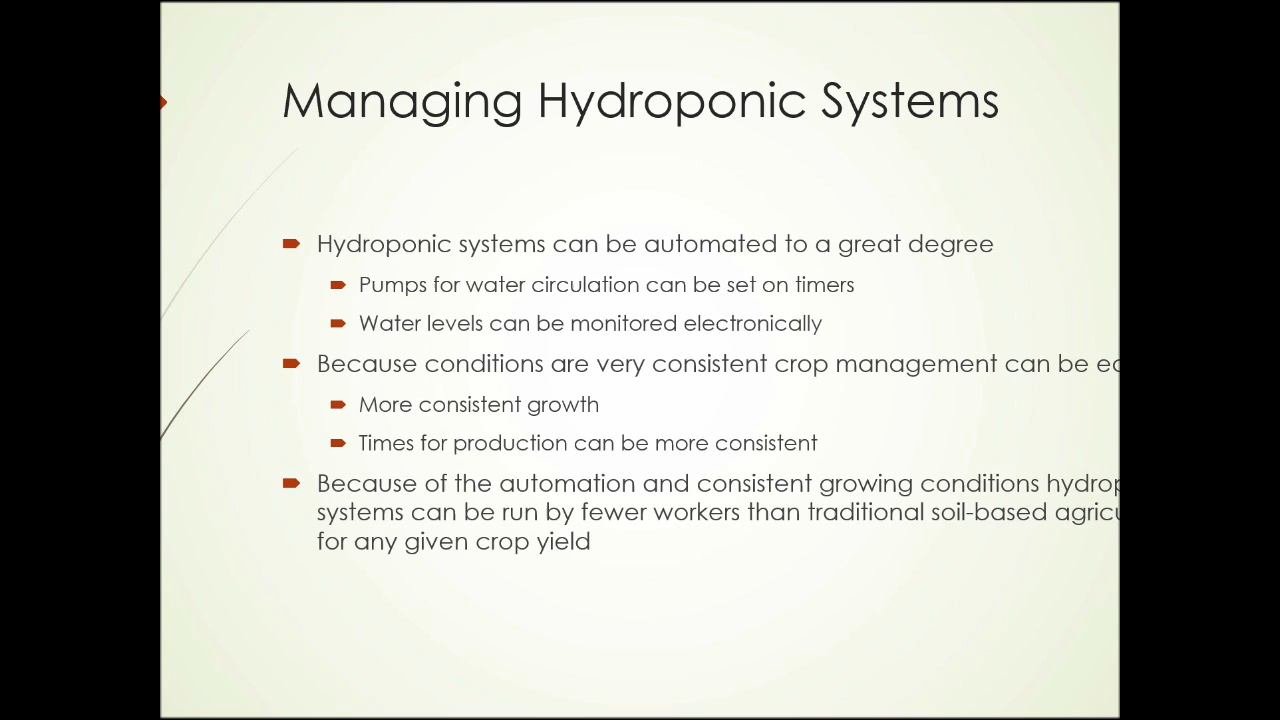 Managing Hydroponic Systems
Hydroponic systems can be automated to a great degree
Pumps for water circulation can be set on timers
Water levels can be monitored electronically
Because conditions are very consistent crop management can be
More consistent growth
Times for production can be more consistent
Because of the automation and consistent growing conditions
systems can be run by fewer workers than traditional soil-based
for any given crop yield